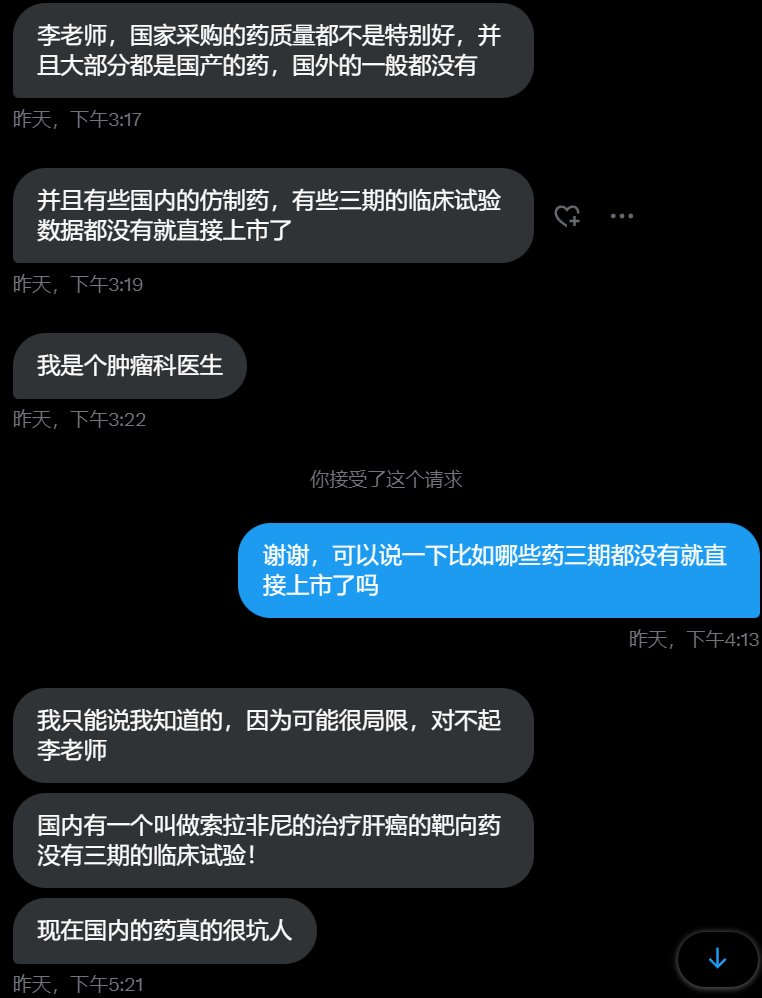 李老师，国家采购的药质量都不是特别好，并
且大部分都是国产的药，国外的一般都没有
昨天，下午3:17
并且有些国内的仿制药，有些三期的临床试验
数据都没有就直接上市了
昨天，下午3:19
我是个肿瘤科医生
昨天，下午3:22
你接受了这个请求
谢谢，可以说一下比如哪些药三期都没有就直
接上市了吗
昨天，下午4:13
我只能说我知道的，因为可能很局限，对不起
李老师
国内有一个叫做索拉非尼的治疗肝癌的靶向药
没有三期的临床试验！
现在国内的药真的很坑人
昨天，下午5:21